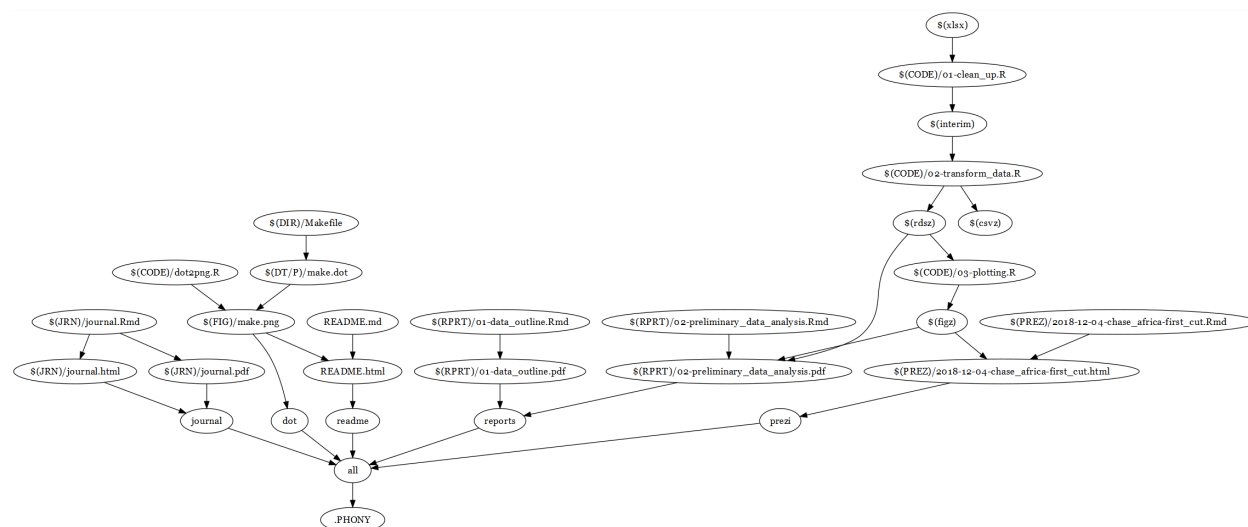 $(xlsx)
$(CODE)/01-clean_up.R
$(interim)
$(CODE)/02-transform_data.R
$(DIR)/Makefile
$(rdsz)
$(csvz)
$(CODE)/dot2png.R
$(DT/P)/make.dot
$(CODE)/03-plotting.R
$(JRN)/journal.Rmd
$(FIG)/make.png
README.md
$(RPRT)/01-data_outline.Rmd
$(RPRT)/02-preliminary_data_analysis.Rmd
$(figz)
$(PREZ)/2018-12-04-chase_africa-first_cut.Rmd
$(JRN)/journal.html
$(JRN)/journal.pdf
README.html
$(RPRT)/01-data_outline.pdf
$(RPRT)/02-preliminary_data_analysis.pdf
$(PREZ)/2018-12-04-chase_africa-first_cut.html
journal
dot
readme
reports
prezi
all
.PHONY